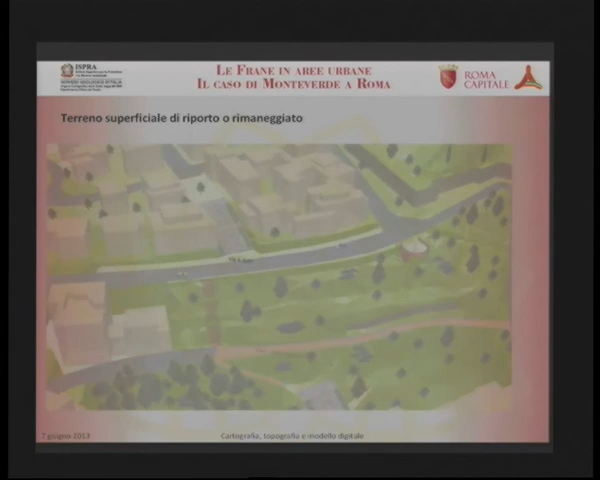 ISPRA
LE FRANE IN AREE URBANE
IL CASO DI MONTEVERDE A ROMA
ROMA
CAPITALE
Terreno superficiale di riporto o rimaneggiato
7 giugno 2013
Cartografia, topografia e modello digitale